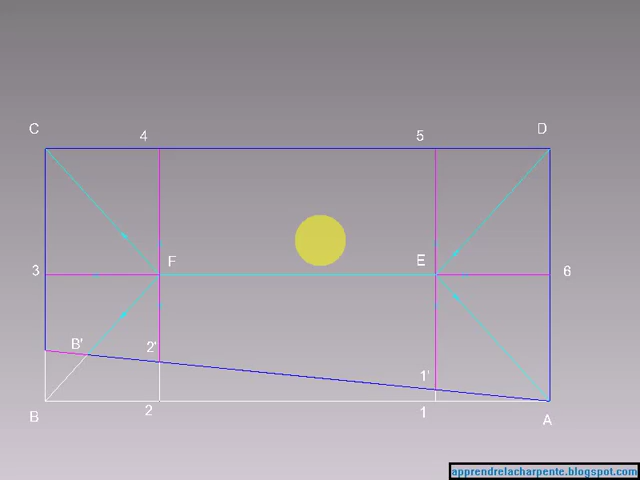 C 4 5 D
3 F E 6
B' 2' 1'
B 2 1 A
apprendrelacharpente.blogspot.com